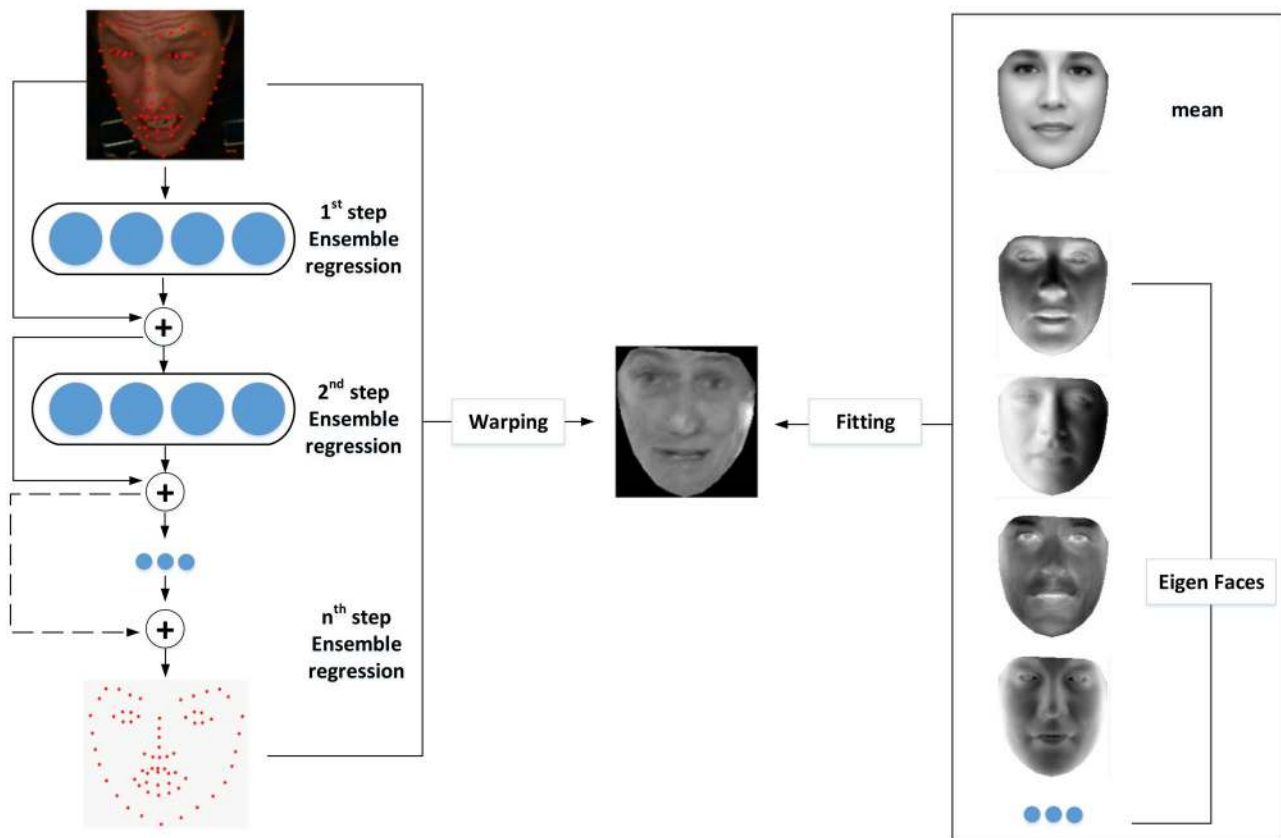 1st step
Ensemble
regression
2nd step
Ensemble
regression
nth step
Ensemble
regression
Warping
Fitting
mean
Eigen Faces